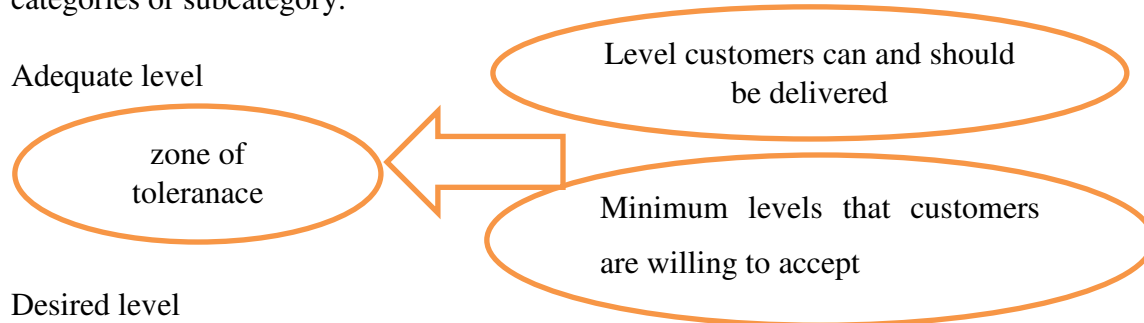 categories or subcategory.
Level customers can and should
be delivered
Adequate level
zone of
toleranace
Minimum levels that customers
are willing to accept
Desired level